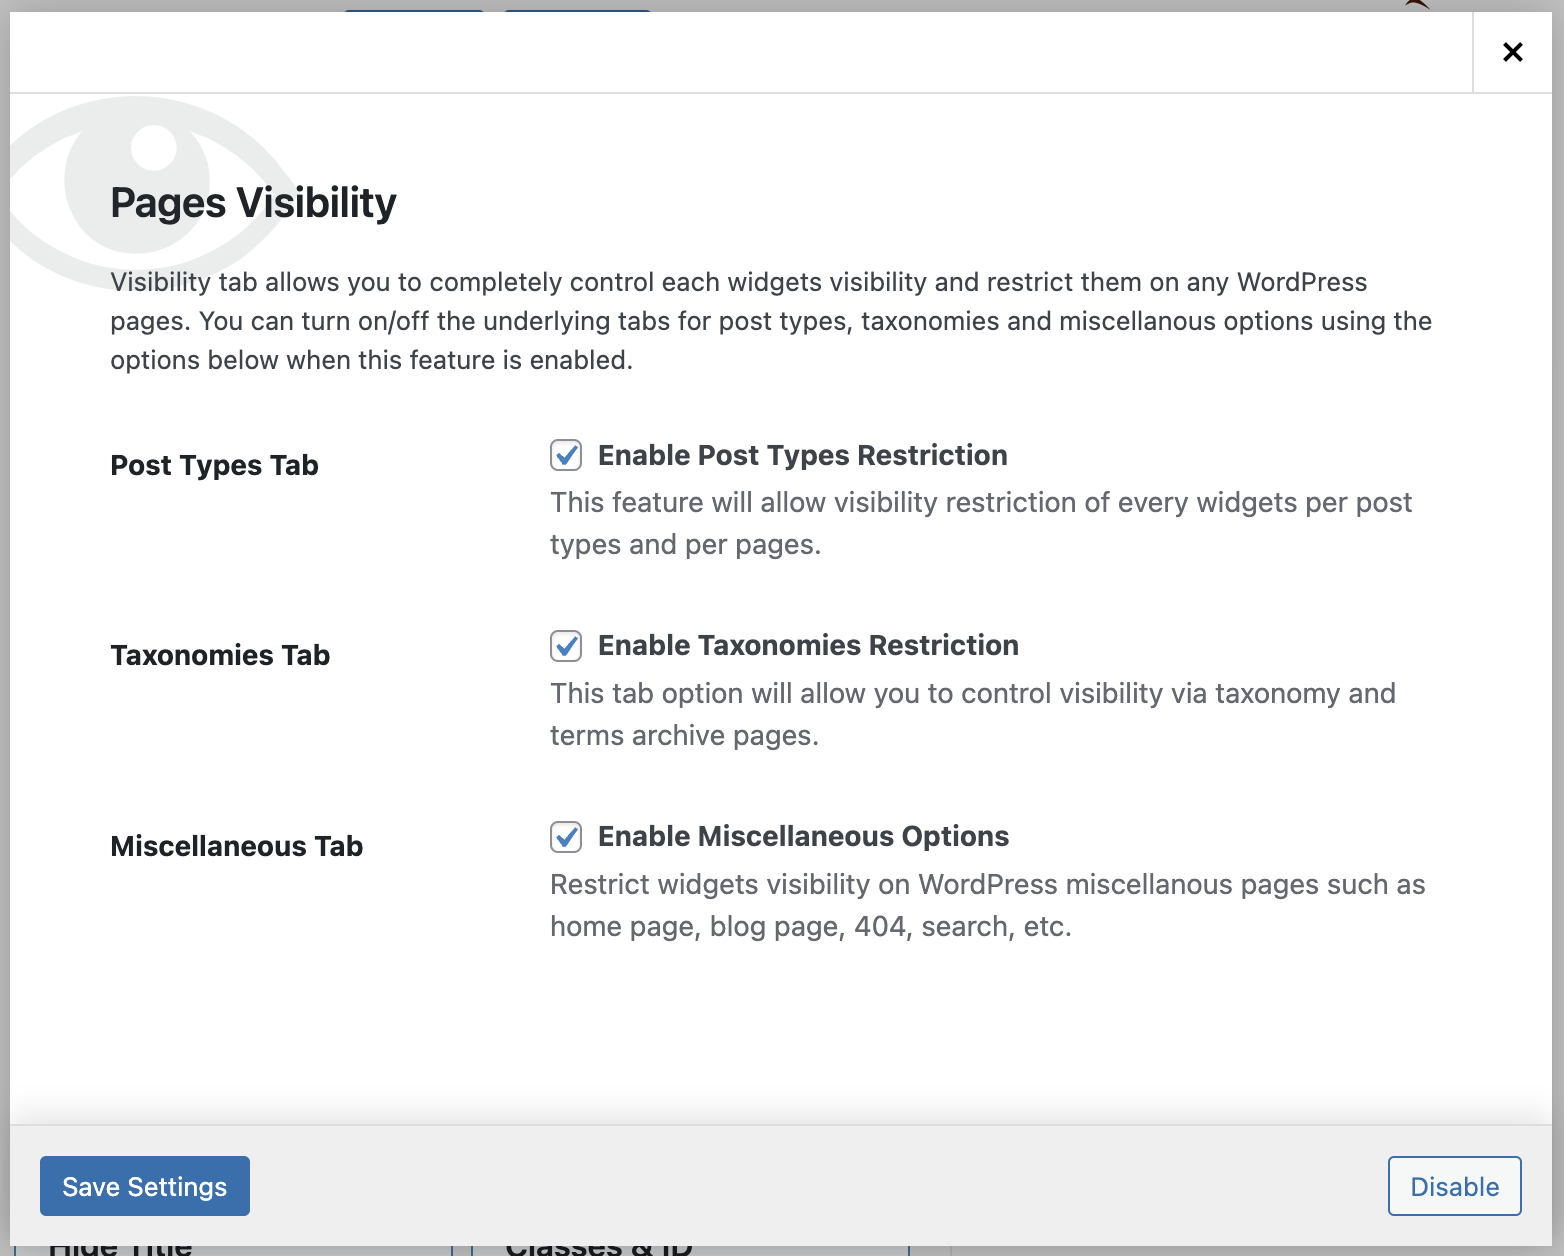 Pages Visibility
Visibility tab allows you to completely control each widgets visibility and restrict them on any WordPress
pages. You can turn on/off the underlying tabs for post types, taxonomies and miscellanous options using the
options below when this feature is enabled.
Post Types Tab
Enable Post Types Restriction
This feature will allow visibility restriction of every widgets per post
types and per pages.
Taxonomies Tab
Enable Taxonomies Restriction
This tab option will allow you to control visibility via taxonomy and
terms archive pages.
Miscellaneous Tab
Enable Miscellaneous Options
Restrict widgets visibility on WordPress miscellanous pages such as
home page, blog page, 404, search, etc.
Save Settings
Disable
Hide Title
Classes & ID